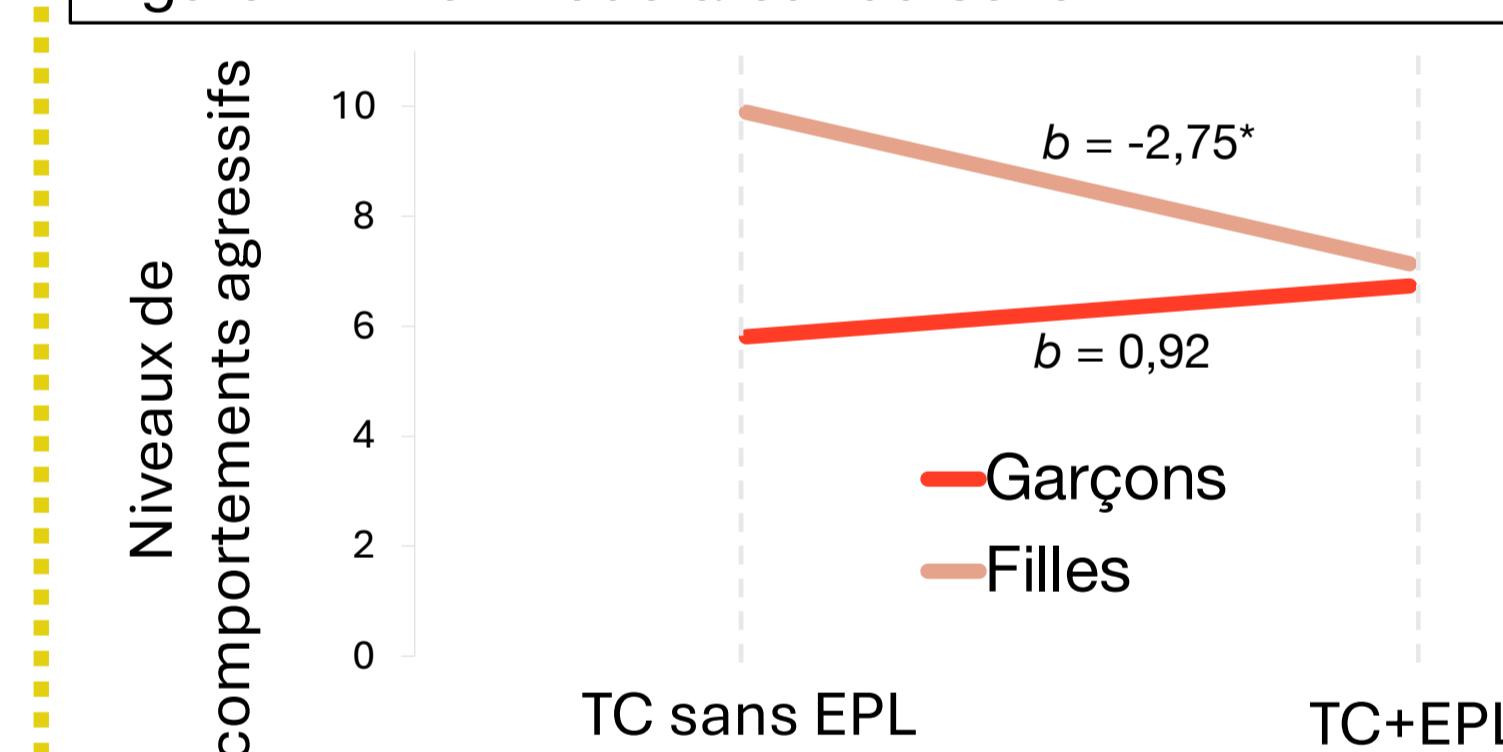 Niveaux de
comportements agressifs
10
8
6
4
2
0
b = -2,75*
b = 0,92
Garçons
Filles
TC sans EPL
TC+EPL